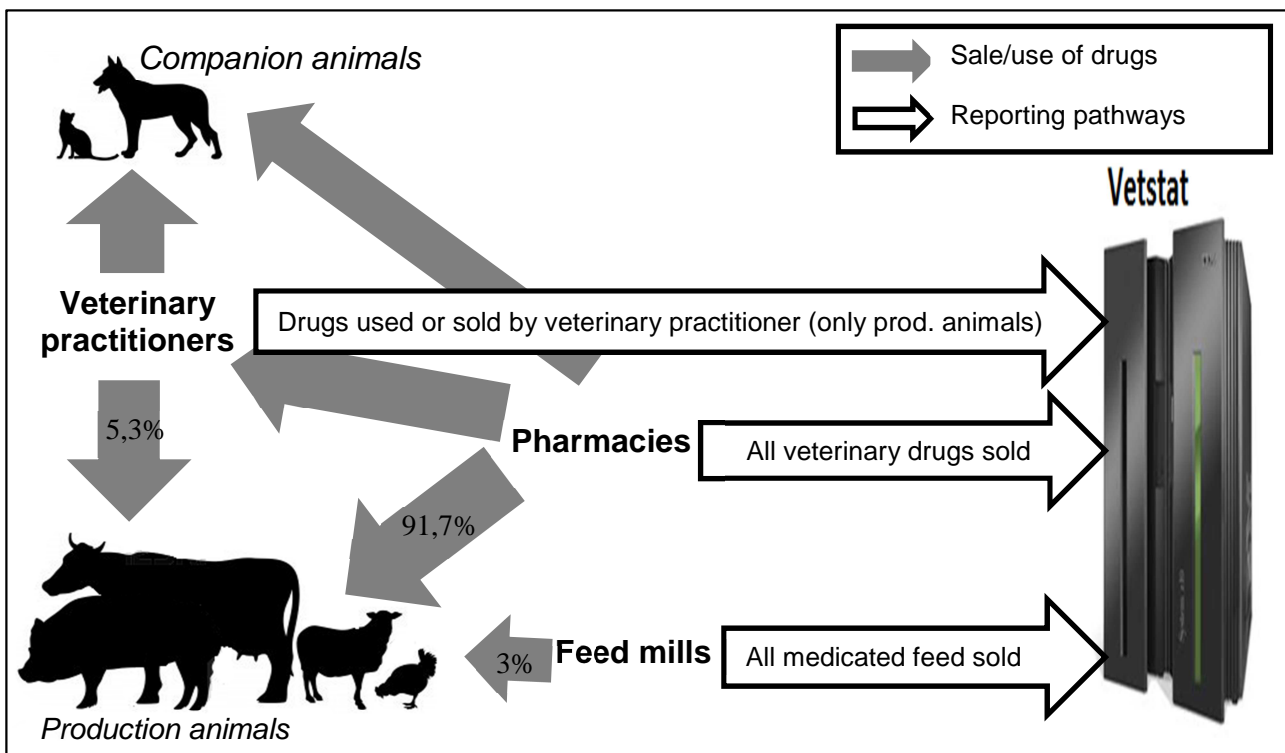 Companion animals
Sale/use of drugs
Reporting pathways
Vetstat
Veterinary
practitioners
Drugs used or sold by veterinary practitioner (only prod. animals)
5,3%
Pharmacies
All veterinary drugs sold
91,7%
3%
Feed mills
All medicated feed sold
Production animals